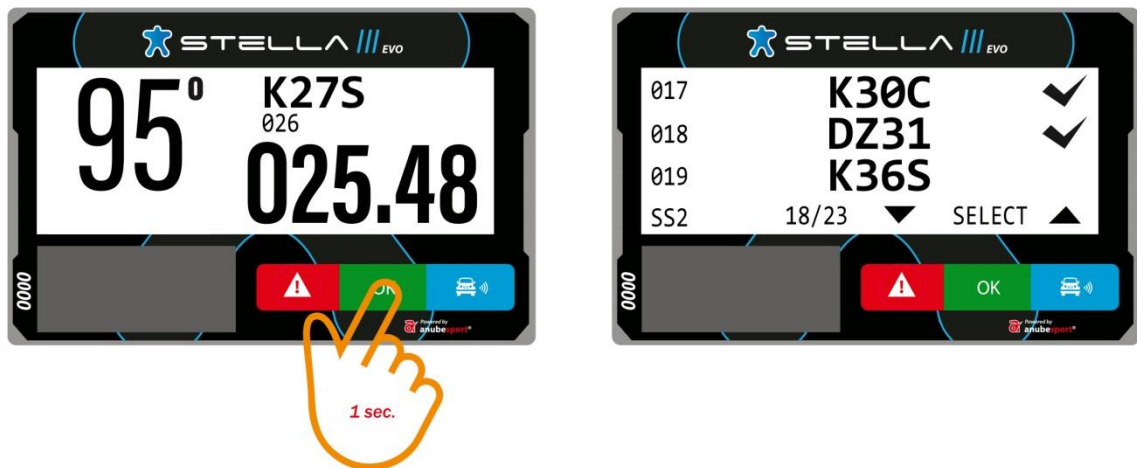 STELLA III EVO
95º
K27S
026
025.48
0000
OK
Powered by
anubesport®
1 sec.
STELLA III EVO
017 K30C
018 DZ31
019 K36S
SS2 18/23 SELECT
0000
OK
Powered by
anubesport®